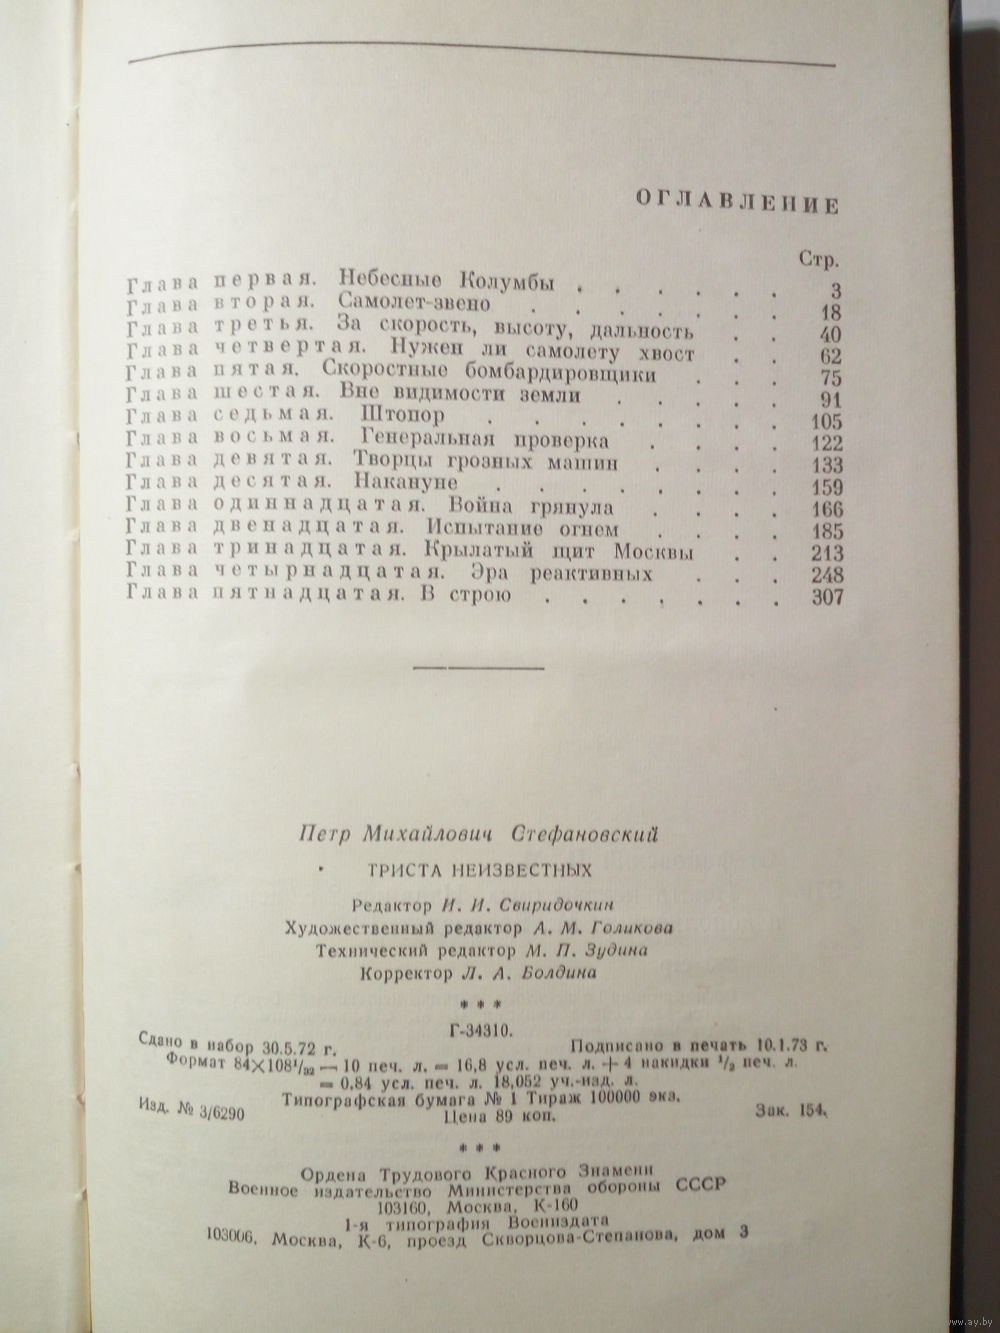 ОГЛАВЛЕНИЕ
Стр.
Глава первая. Небесные Колумбы . . . . . . 3
Глава вторая. Самолет-звено . . . . . . . 18
Глава третья. За скорость, высоту, дальность . . 40
Глава четвертая. Нужен ли самолету хвост . . 62
Глава пятая. Скоростные бомбардировщики . . . 75
Глава шестая. Вне видимости земли . . . . . 91
Глава седьмая. Штопор . . . . . . . 105
Глава восьмая. Генеральная проверка . . . . 122
Глава девятая. Творцы грозных машин . . . . 133
Глава десятая. Накануне . . . . . . . 159
Глава одиннадцатая. Война грянула . . . . 166
Глава двенадцатая. Испытание огнем . . . . 185
Глава тринадцатая. Крылатый щит Москвы . . 213
Глава четырнадцатая. Эра реактивных . . . 248
Глава пятнадцатая. В строю . . . . . . . 307
Петр Михайлович Стефановский
ТРИСТА НЕИЗВЕСТНЫХ
Редактор И. И. Свиридочкин
Художественный редактор А. М. Голикова
Технический редактор М. П. Зудина
Корректор Л. А. Болдина
* * *
Г-34310.
Сдано в набор 30.5.72 г. Подписано в печать 10.1.73 г.
Формат 84×108¹/₃₂ — 10 печ. л. = 16,8 усл. печ. л. + 4 накидки ¹/₂ печ. л.
= 0,84 усл. печ. л. 18,052 уч.-изд. л.
Типографская бумага № 1 Тираж 100000 экз.
Изд. № 3/6290 Цена 89 коп. Зак. 154.
* * *
Ордена Трудового Красного Знамени
Военное издательство Министерства обороны СССР
103160, Москва, К-160
1-я типография Воениздата
103006, Москва, К-6, проезд Скворцова-Степанова, дом 3
www.ay.by